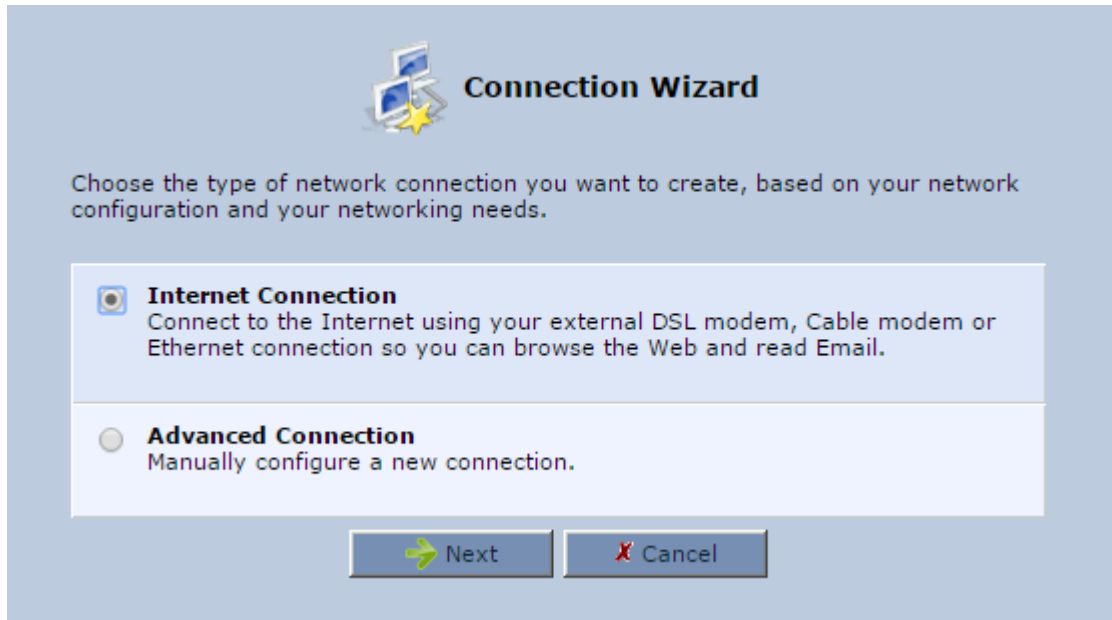 Connection Wizard
Choose the type of network connection you want to create, based on your network
configuration and your networking needs.
Internet Connection
Connect to the Internet using your external DSL modem, Cable modem or
Ethernet connection so you can browse the Web and read Email.
Advanced Connection
Manually configure a new connection.
Next
Cancel